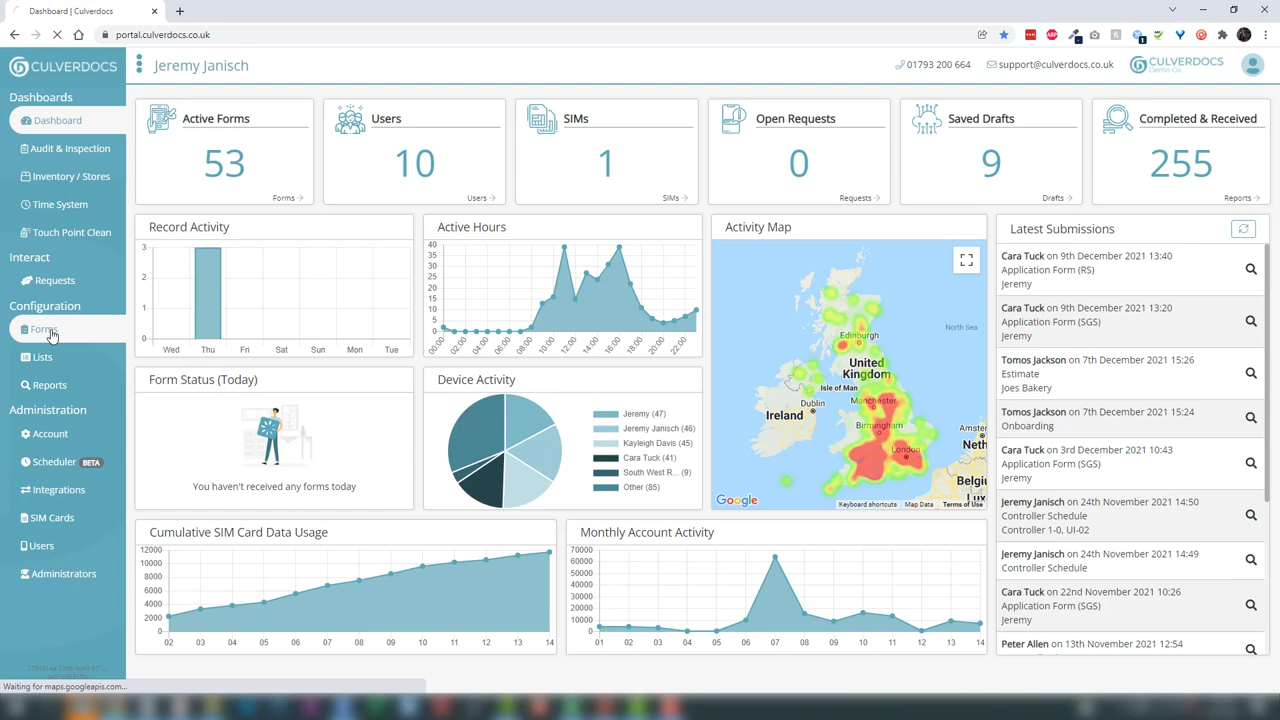 Dashboard | Culverdocs
portal.culverdocs.co.uk
CULVERDOCS
Jeremy Janisch
01793 200 664
support@culverdocs.co.uk
CULVERDOCS
Demo Co
Dashboards
Dashboard
Audit & Inspection
Inventory / Stores
Time System
Touch Point Clean
Interact
Requests
Configuration
Forms
Lists
Reports
Administration
Account
Scheduler BETA
Integrations
SIM Cards
Users
Administrators
Waiting for maps.googleapis.com...
Active Forms
53
Forms
Users
10
Users
SIMs
1
SIMs
Open Requests
0
Requests
Saved Drafts
9
Drafts
Completed & Received
255
Reports
Record Activity
3
2
1
0
Wed Thu Fri Sat Sun Mon Tue
Active Hours
40
35
30
25
20
15
10
5
0
00:00 02:00 04:00 06:00 08:00 10:00 12:00 14:00 16:00 18:00 20:00 22:00
Activity Map
North Sea
Edinburgh
United
Kingdom
Isle of Man
Dublin
Ireland
Manchester
Birmingham
London
Amster
Neth
Belgiu
Lux
Google
Keyboard shortcuts Map Data Terms of Use
Form Status (Today)
You haven't received any forms today
Device Activity
Jeremy (47)
Jeremy Janisch (46)
Kayleigh Davis (45)
Cara Tuck (41)
South West R... (9)
Other (85)
Cumulative SIM Card Data Usage
12000
10000
8000
6000
4000
2000
0
02 03 04 05 06 07 08 09 10 11 12 13 14
Monthly Account Activity
70000
60000
50000
40000
30000
20000
10000
0
01 02 03 04 05 06 07 08 09 10 11 12 13 14
Latest Submissions
Cara Tuck on 9th December 2021 13:40
Application Form (RS)
Jeremy
Cara Tuck on 9th December 2021 13:20
Application Form (SGS)
Jeremy
Tomos Jackson on 7th December 2021 15:26
Estimate
Joes Bakery
Tomos Jackson on 7th December 2021 15:24
Onboarding
Cara Tuck on 3rd December 2021 10:43
Application Form (SGS)
Jeremy
Jeremy Janisch on 24th November 2021 14:50
Controller Schedule
Controller 1-0, UI-02
Jeremy Janisch on 24th November 2021 14:49
Controller Schedule
Cara Tuck on 22nd November 2021 10:26
Application Form (SGS)
Jeremy
Peter Allen on 13th November 2021 12:54